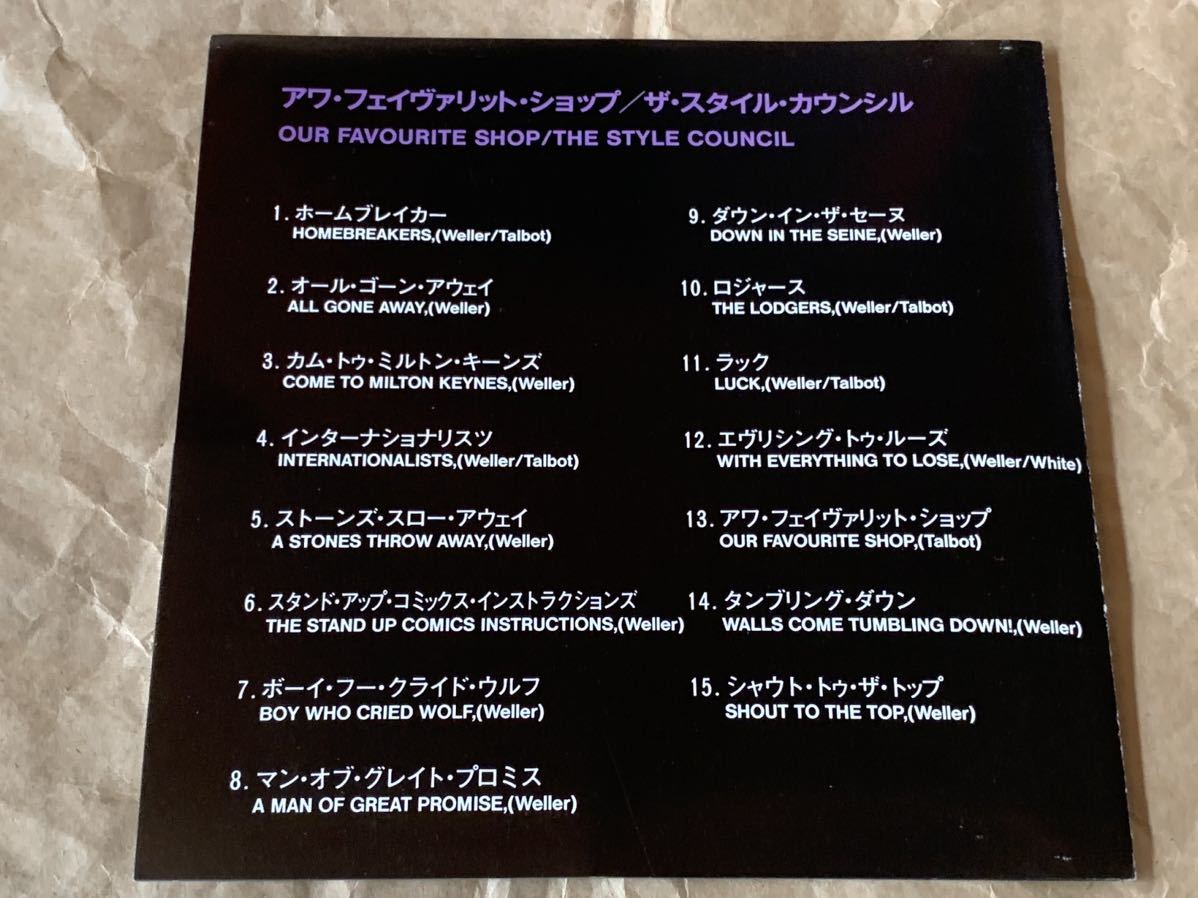 アワ・フェイヴァリット・ショップ／ザ・スタイル・カウンシル
OUR FAVOURITE SHOP/THE STYLE COUNCIL
1. ホームブレイカー
HOMEBREAKERS,(Weller/Talbot)
2. オール・ゴーン・アウェイ
ALL GONE AWAY,(Weller)
3. カム・トゥ・ミルトン・キーンズ
COME TO MILTON KEYNES,(Weller)
4. インターナショナリスツ
INTERNATIONALISTS,(Weller/Talbot)
5. ストーンズ・スロー・アウェイ
A STONES THROW AWAY,(Weller)
6. スタンド・アップ・コミックス・インストラクションズ
THE STAND UP COMICS INSTRUCTIONS,(Weller)
7. ボーイ・フー・クライド・ウルフ
BOY WHO CRIED WOLF,(Weller)
8. マン・オブ・グレイト・プロミス
A MAN OF GREAT PROMISE,(Weller)
9. ダウン・イン・ザ・セーヌ
DOWN IN THE SEINE,(Weller)
10. ロジャース
THE LODGERS,(Weller/Talbot)
11. ラック
LUCK,(Weller/Talbot)
12. エヴリシング・トゥ・ルーズ
WITH EVERYTHING TO LOSE,(Weller/White)
13. アワ・フェイヴァリット・ショップ
OUR FAVOURITE SHOP,(Talbot)
14. タンブリング・ダウン
WALLS COME TUMBLING DOWN!,(Weller)
15. シャウト・トゥ・ザ・トップ
SHOUT TO THE TOP,(Weller)